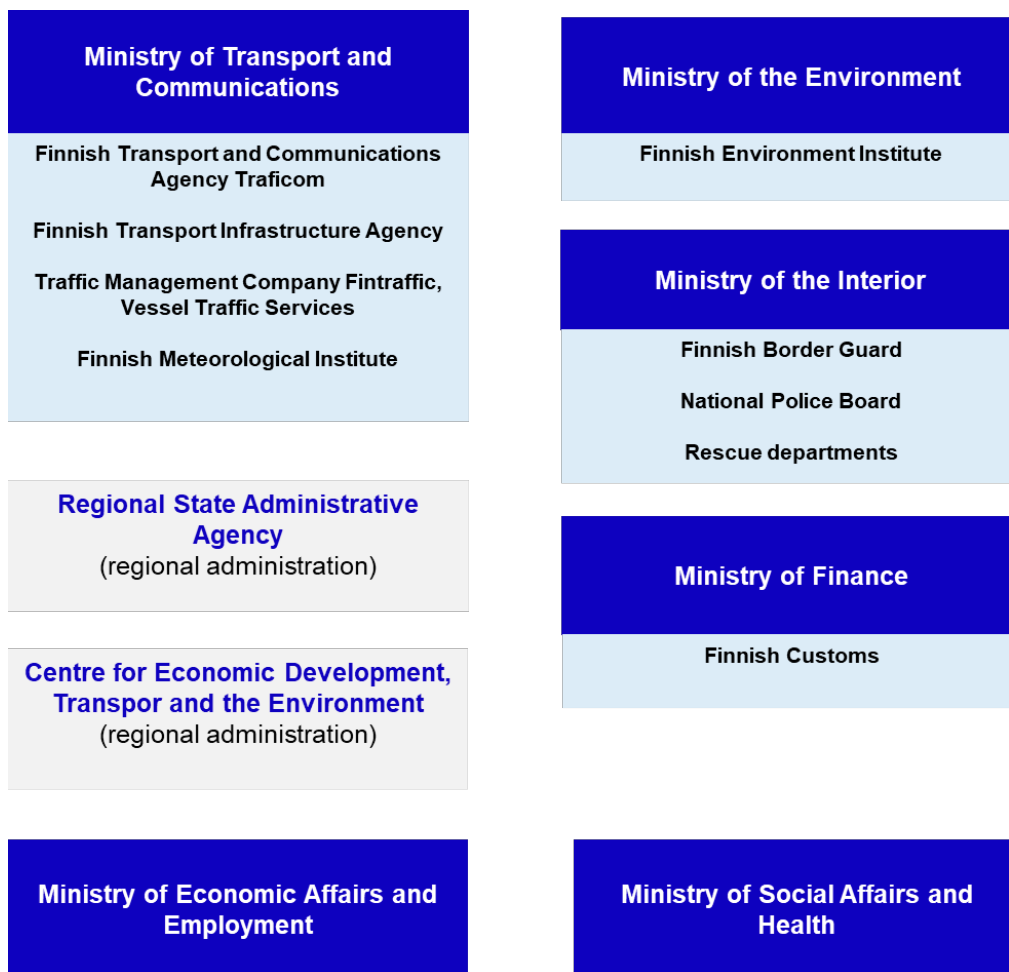 Ministry of Transport and
Communications
Finnish Transport and Communications
Agency Traficom
Finnish Transport Infrastructure Agency
Traffic Management Company Fintraffic,
Vessel Traffic Services
Finnish Meteorological Institute
Regional State Administrative
Agency
(regional administration)
Centre for Economic Development,
Transpor and the Environment
(regional administration)
Ministry of Economic Affairs and
Employment
Ministry of the Environment
Finnish Environment Institute
Ministry of the Interior
Finnish Border Guard
National Police Board
Rescue departments
Ministry of Finance
Finnish Customs
Ministry of Social Affairs and
Health